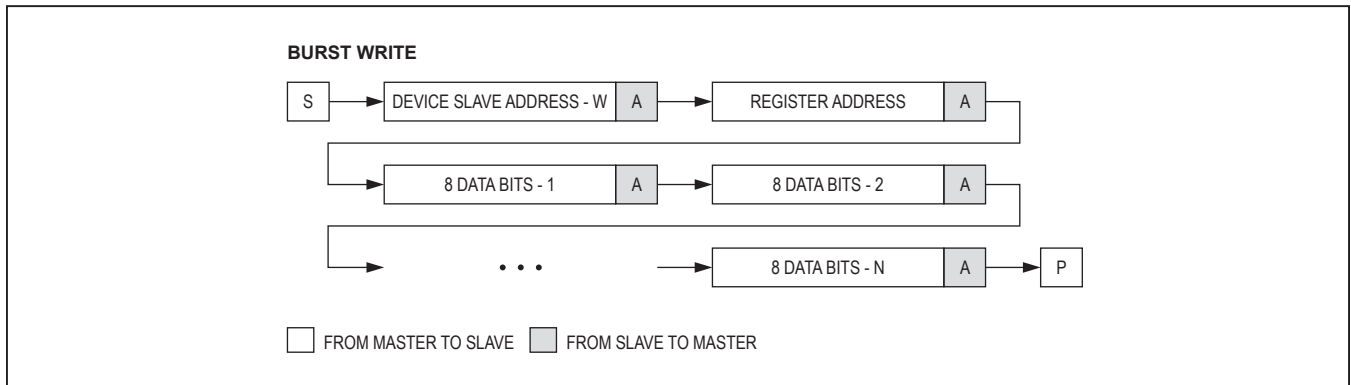 BURST WRITE
S DEVICE SLAVE ADDRESS - W A REGISTER ADDRESS A
8 DATA BITS - 1 A 8 DATA BITS - 2 A
• • • 8 DATA BITS - N A P
FROM MASTER TO SLAVE FROM SLAVE TO MASTER